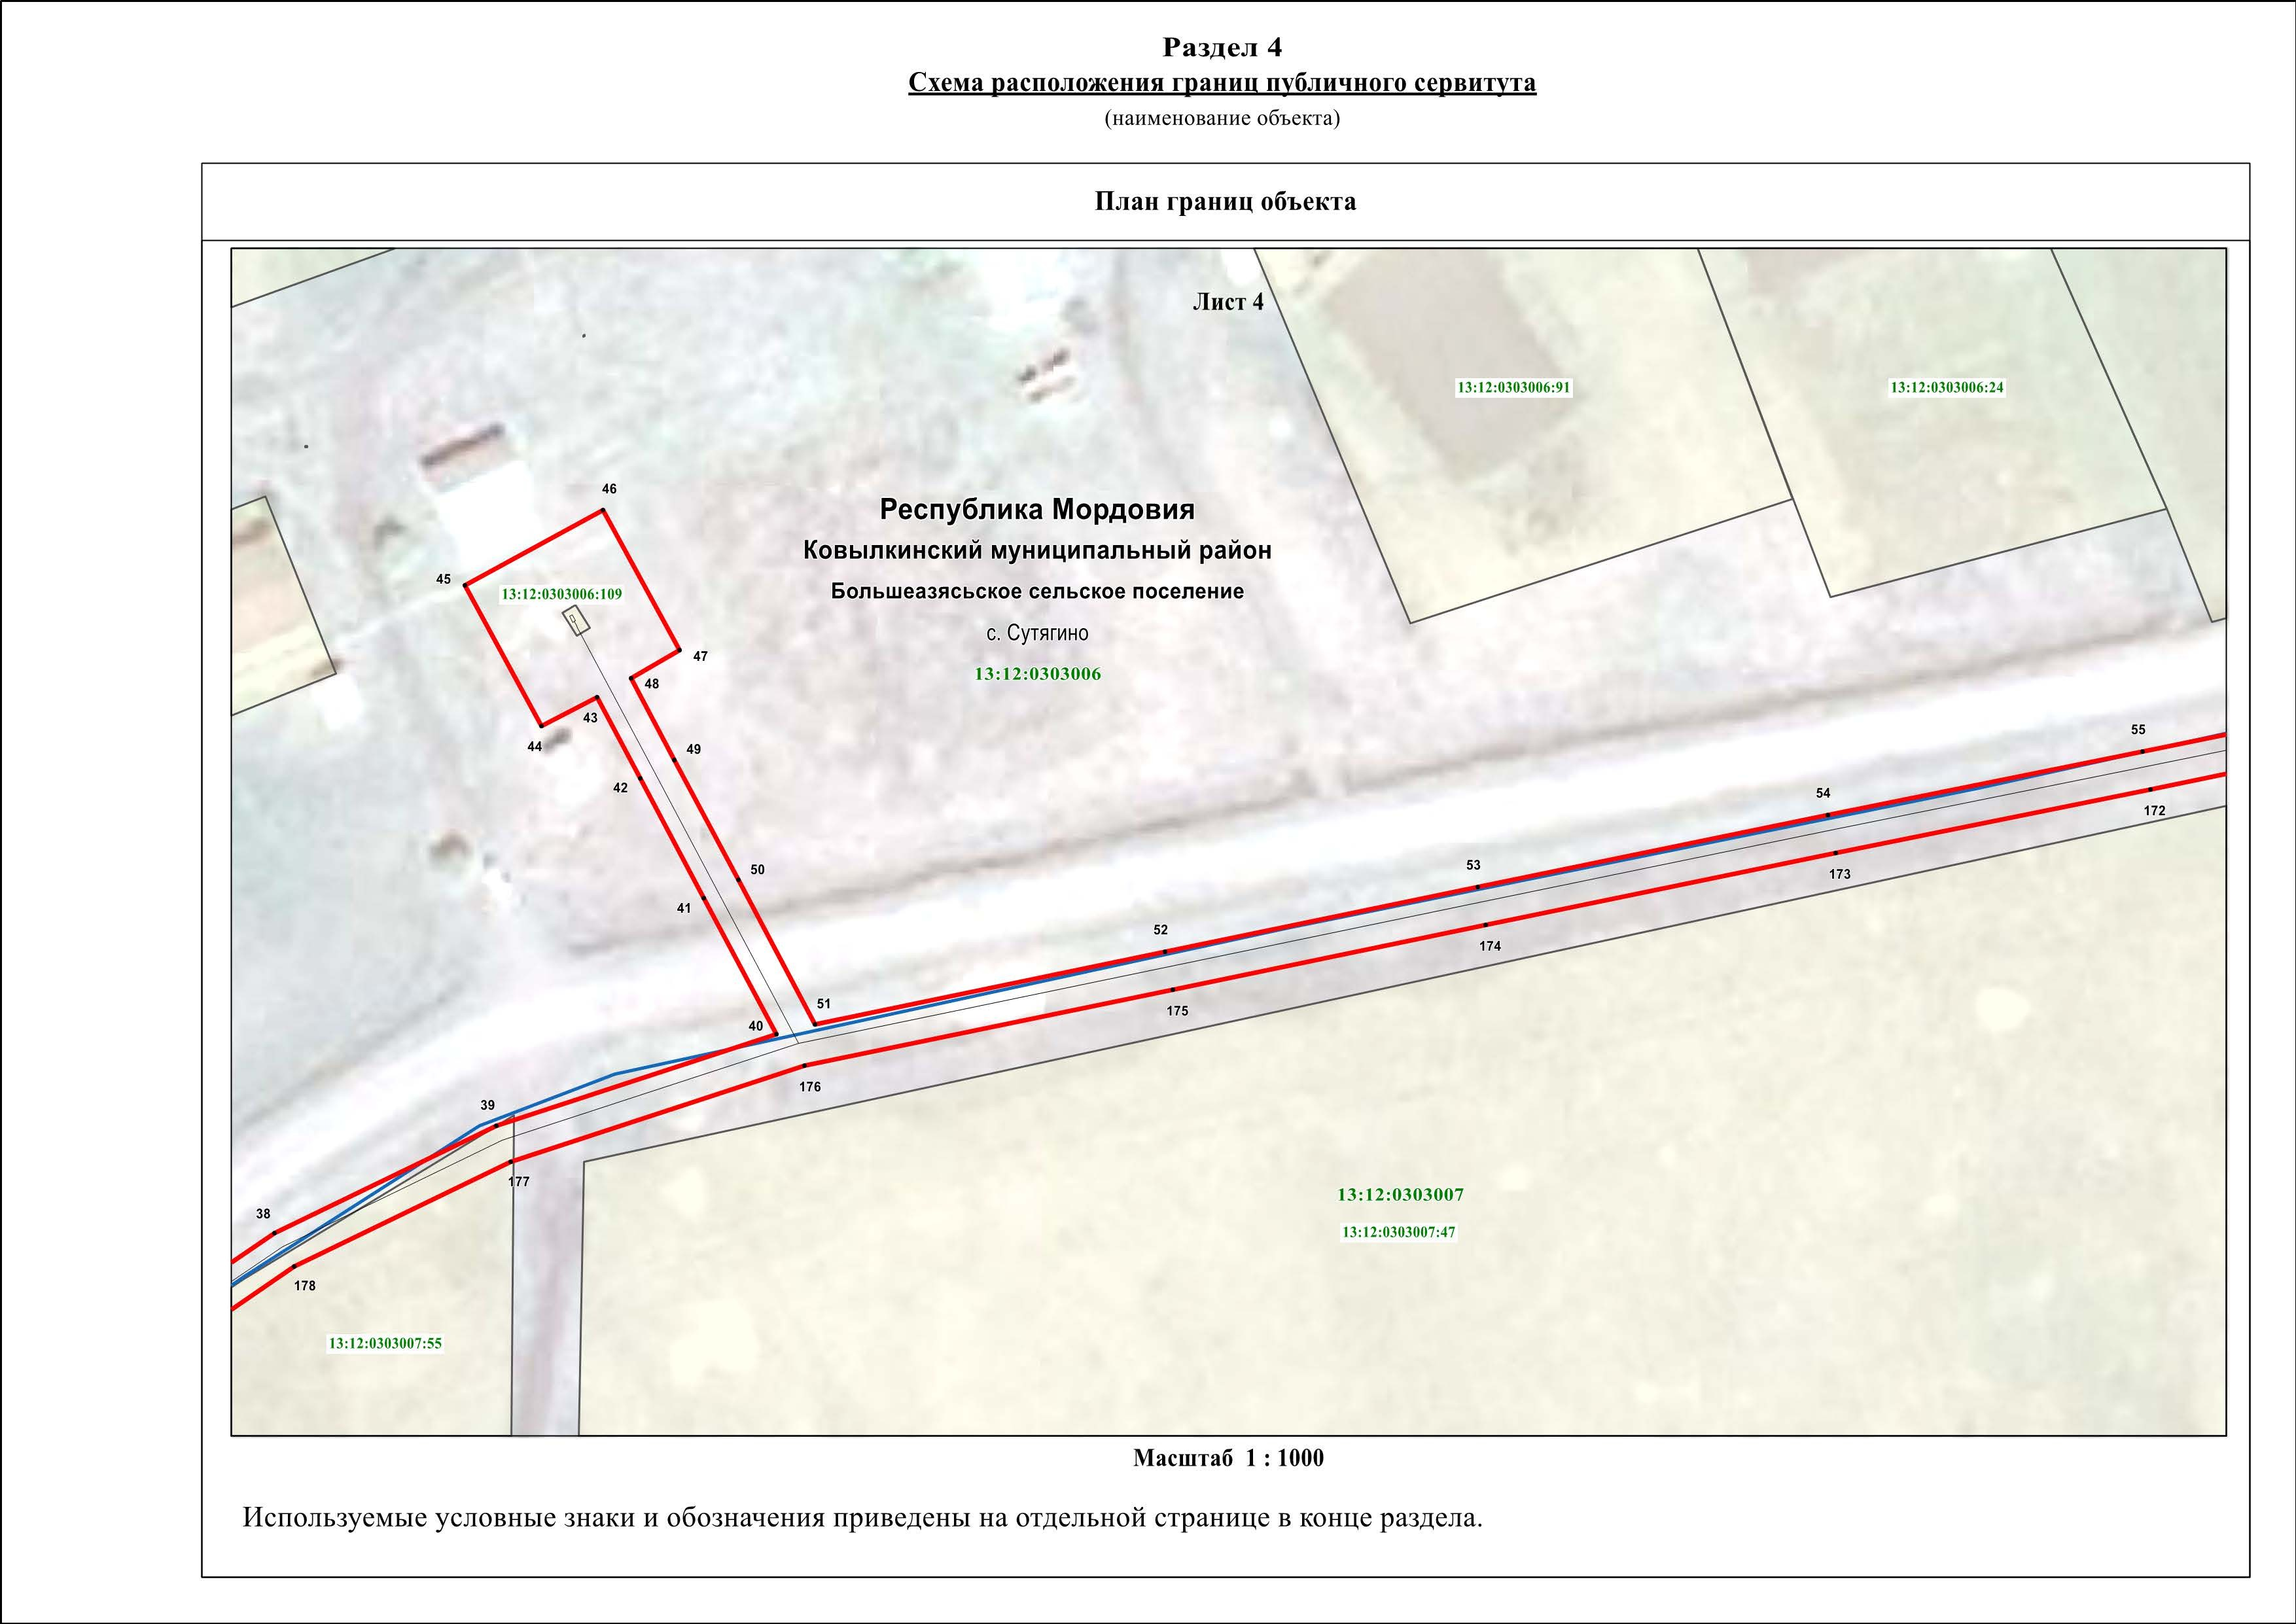 Раздел 4
Схема расположения границ публичного сервитута
(наименование объекта)
План границ объекта
Лист 4
13:12:0303006:91
13:12:0303006:24
46
Республика Мордовия
Ковылкинский муниципальный район
45
13:12:0303006:109
Большеазясьское сельское поселение
с. Сутягино
47
13:12:0303006
48
43
44
49
55
42
54
172
50
53
173
41
52
174
51
175
40
176
39
177
13:12:0303007
38
13:12:0303007:47
178
13:12:0303007:55
Масштаб 1 : 1000
Используемые условные знаки и обозначения приведены на отдельной странице в конце раздела.